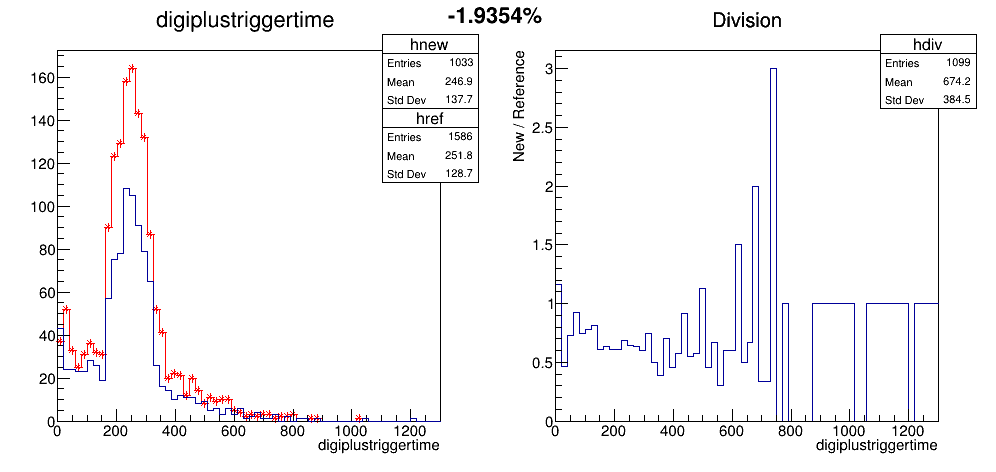 digiplustriggertime
-1.9354%
Division
hnew
Entries 1033
Mean 246.9
Std Dev 137.7
href
Entries 1586
Mean 251.8
Std Dev 128.7
160
140
120
100
80
60
40
20
0
0 200 400 600 800 1000 1200
digiplustriggertime
hdiv
Entries 1099
Mean 674.2
Std Dev 384.5
New / Reference
3
2.5
2
1.5
1
0.5
0
0 200 400 600 800 1000 1200
digiplustriggertime